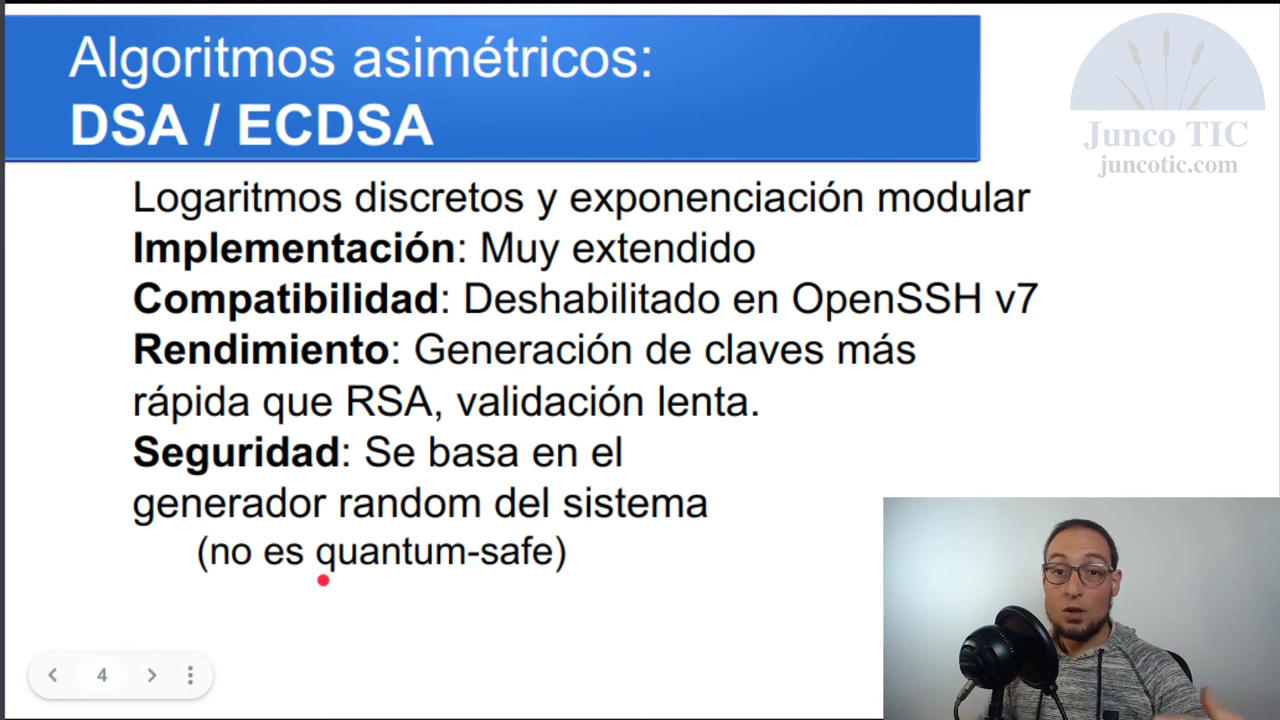 Algoritmos asimétricos:
DSA / ECDSA
Junco TIC
juncotic.com
Logaritmos discretos y exponenciación modular
Implementación: Muy extendido
Compatibilidad: Deshabilitado en OpenSSH v7
Rendimiento: Generación de claves más
rápida que RSA, validación lenta.
Seguridad: Se basa en el
generador random del sistema
(no es quantum-safe)
4